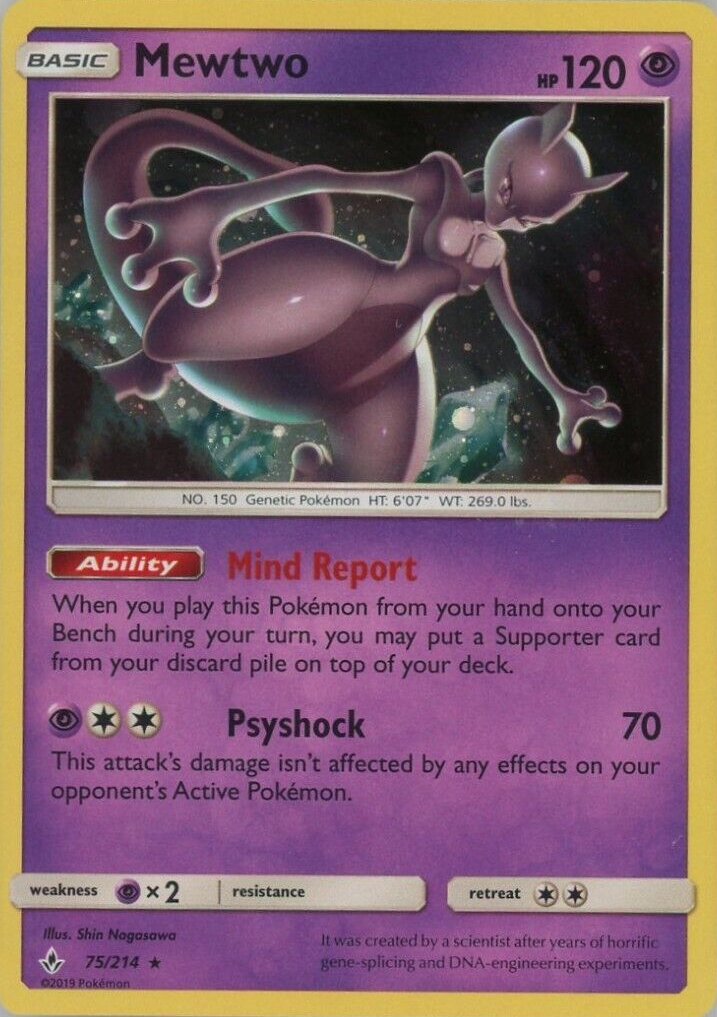 BASIC Mewtwo HP 120
NO. 150 Genetic Pokémon HT: 6'07" WT: 269.0 lbs.
Ability Mind Report
When you play this Pokémon from your hand onto your
Bench during your turn, you may put a Supporter card
from your discard pile on top of your deck.
Psyshock 70
This attack's damage isn't affected by any effects on your
opponent's Active Pokémon.
weakness ×2 resistance retreat
Illus. Shin Nagasawa
It was created by a scientist after years of horrific
75/214 ★ gene-splicing and DNA-engineering experiments.
©2019 Pokémon